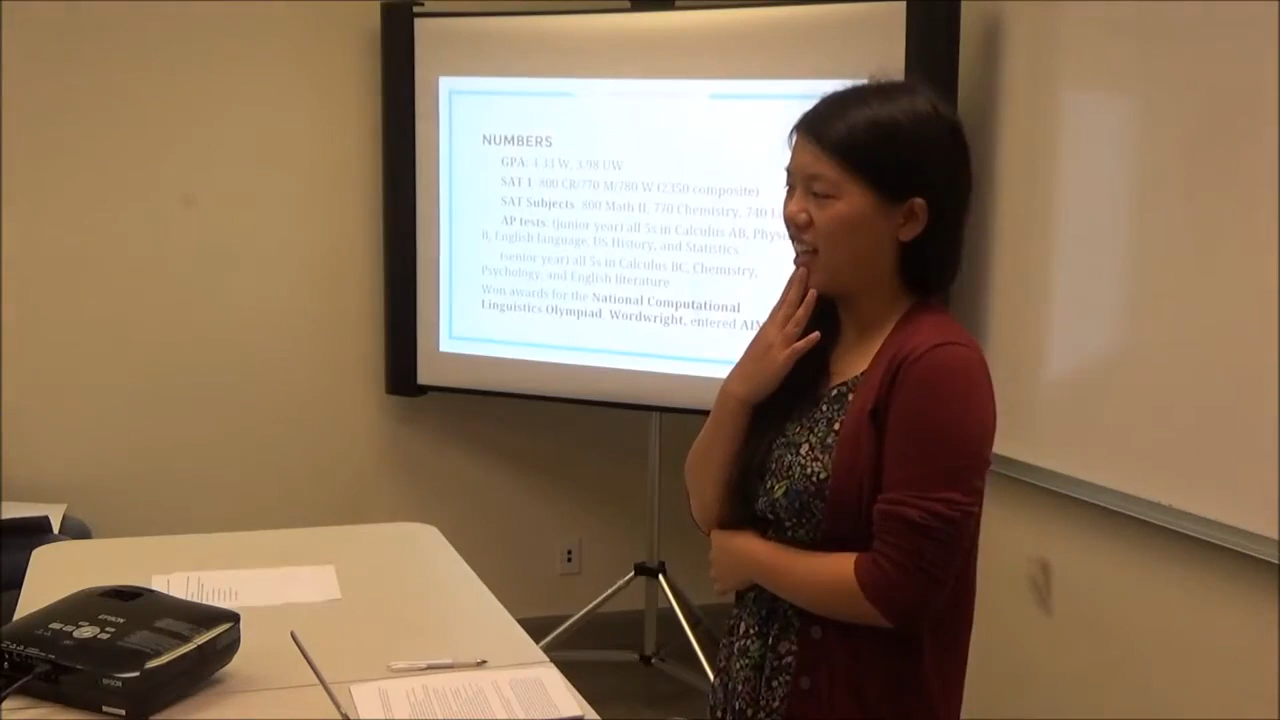 NUMBERS
GPA: 4.33 W, 3.98 UW
SAT I: 800 CR/770 M/780 W (2350 composite)
SAT Subjects: 800 Math II, 770 Chemistry, 740
AP tests: (junior year) all 5s in Calculus AB,
B, English language, US History, and Statistics
(senior year) all 5s in Calculus BC, Chemistry,
Psychology, and English literature
Won awards for the National Computational
Linguistics Olympiad, Wordwright, entered
EPSON